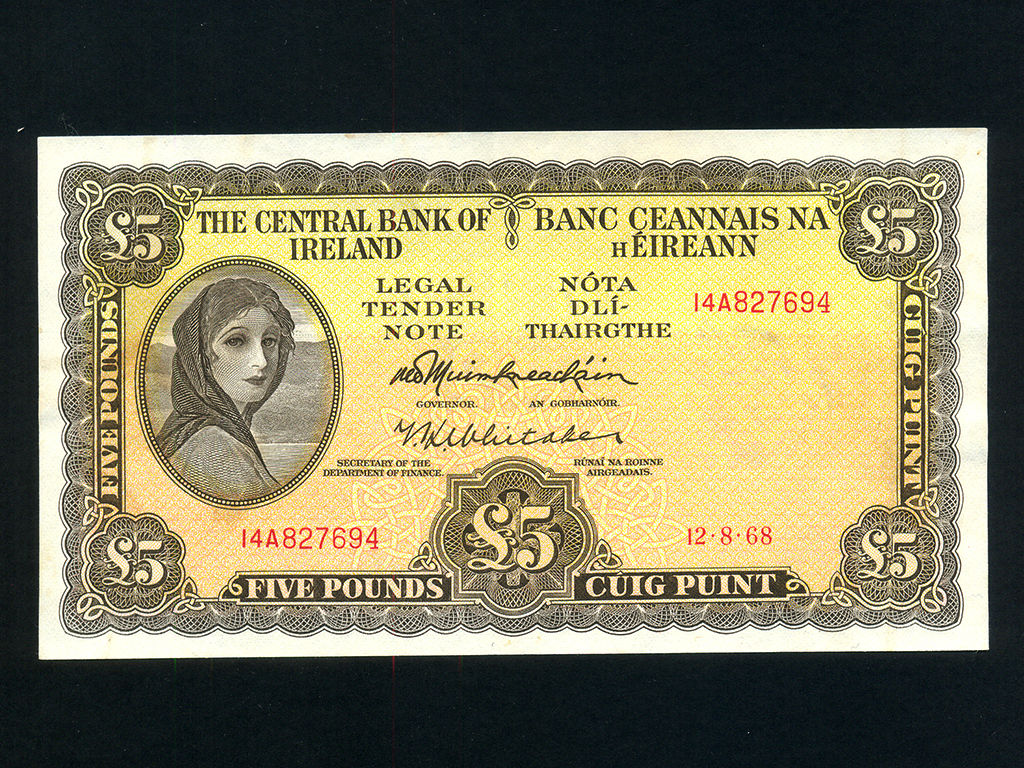 £5
£5
THE CENTRAL BANK OF
IRELAND
BANC CEANNAIS NA
hÉIREANN
LEGAL
TENDER
NOTE
NÓTA
DLÍ-
THAIRGTHE
14A827694
FIVE POUNDS
CUIG PUINT
GOVERNOR. AN GOBHARNÓIR.
T.K. Whitaker
SECRETARY OF THE
DEPARTMENT OF FINANCE.
RÚNAÍ NA ROINNE
AIRGEADAIS.
14A827694
£5
12·8·68
£5
£5
FIVE POUNDS
CUIG PUINT